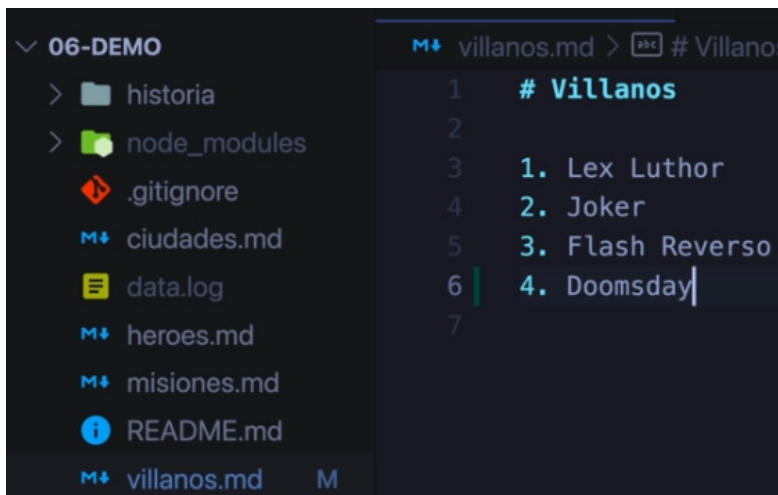 06-DEMO
historia
node_modules
.gitignore
ciudades.md
data.log
heroes.md
misiones.md
README.md
villanos.md M
villanos.md > # Villanos
1 # Villanos
2
3 1. Lex Luthor
4 2. Joker
5 3. Flash Reverso
6 4. Doomsday
7